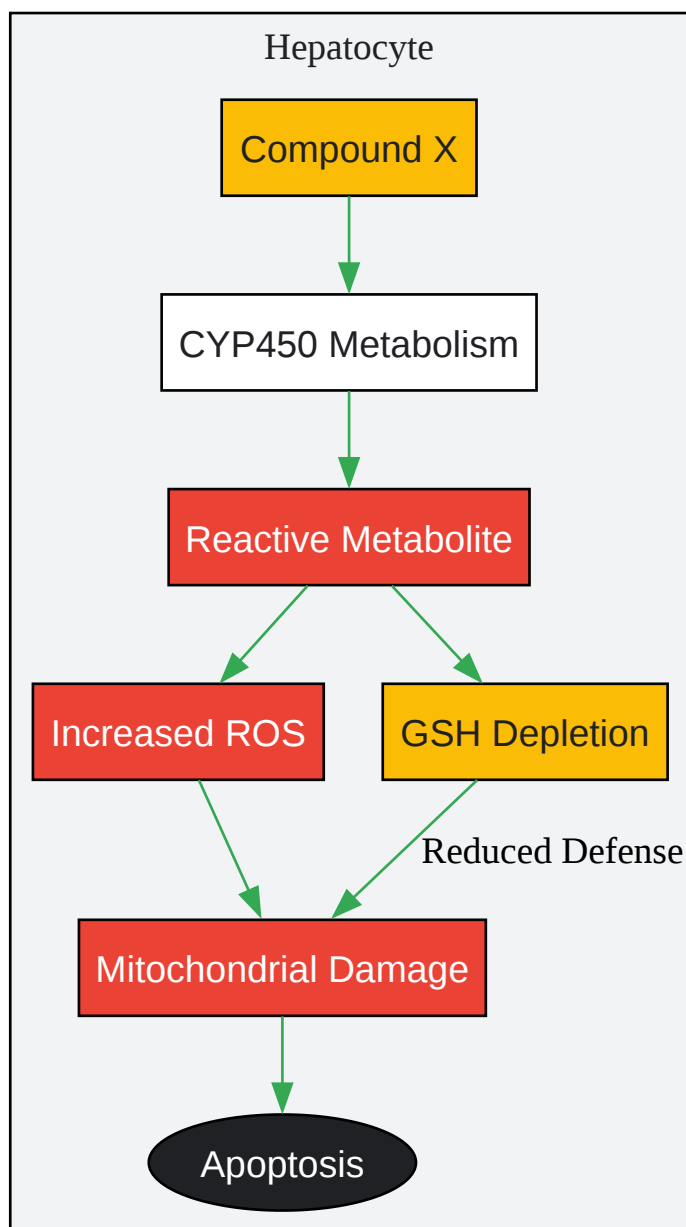 Hepatocyte
Compound X
CYP450 Metabolism
Reactive Metabolite
Increased ROS
GSH Depletion
Reduced Defense
Mitochondrial Damage
Apoptosis